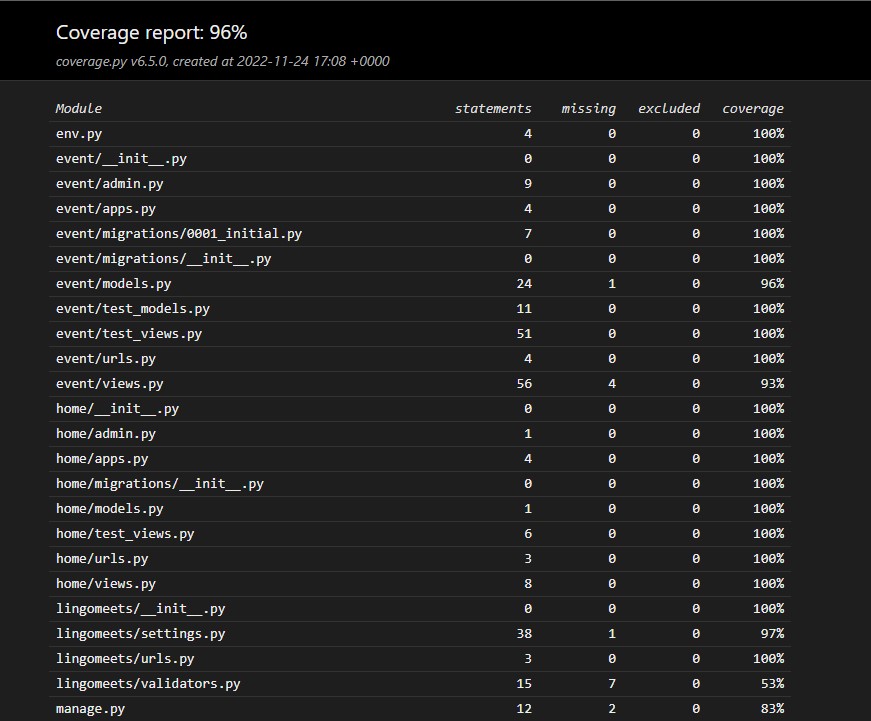 Coverage report: 96%
coverage.py v6.5.0, created at 2022-11-24 17:08 +0000
Module statements missing excluded coverage
env.py 4 0 0 100%
event/__init__.py 0 0 0 100%
event/admin.py 9 0 0 100%
event/apps.py 4 0 0 100%
event/migrations/0001_initial.py 7 0 0 100%
event/migrations/__init__.py 0 0 0 100%
event/models.py 24 1 0 96%
event/test_models.py 11 0 0 100%
event/test_views.py 51 0 0 100%
event/urls.py 4 0 0 100%
event/views.py 56 4 0 93%
home/__init__.py 0 0 0 100%
home/admin.py 1 0 0 100%
home/apps.py 4 0 0 100%
home/migrations/__init__.py 0 0 0 100%
home/models.py 1 0 0 100%
home/test_views.py 6 0 0 100%
home/urls.py 3 0 0 100%
home/views.py 8 0 0 100%
lingomeets/__init__.py 0 0 0 100%
lingomeets/settings.py 38 1 0 97%
lingomeets/urls.py 3 0 0 100%
lingomeets/validators.py 15 7 0 53%
manage.py 12 2 0 83%